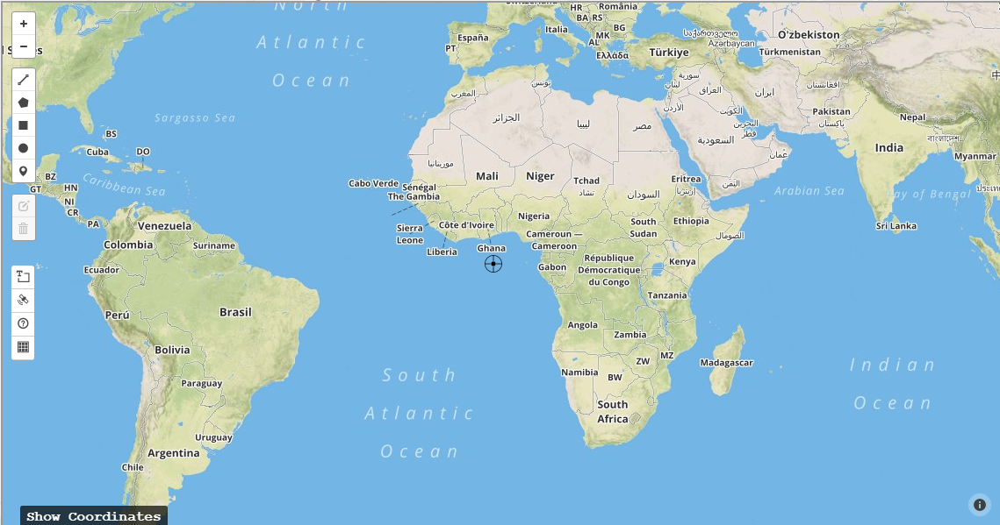 North
Atlantic
Ocean
Sargasso Sea
BS
Cuba
DO
BZ
GT
HN
Caribbean Sea
NI
CR
PA
Venezuela
Colombia
Suriname
Ecuador
Perú
Brasil
Bolivia
Paraguay
Uruguay
Argentina
Chile
HR
România
BA
RS
Italia
BG
MK
AL
Ελλάδα
España
PT
Türkiye
საქართველო
Azərbaycan
O'zbekiston
Türkmenistan
سوريا
لبنان
العراق
ایران
افغانستان
الأردن
الكويت
Pakistan
پاکستان
Nepal
البحرين
قطر
السعودية
عمان
اليمن
India
বাংলাদেশ
Myanmar
Arabian Sea
ay of Bengal
Sri Lanka
تونس
المغرب
الجزائر
ليبيا
مصر
موريتانيا
Mali
Niger
Tchad
تشاد
السودان
Eritrea
إرتريا
Cabo Verde
Sénégal
The Gambia
Sierra
Leone
Liberia
Côte d'Ivoire
Ghana
Nigeria
Cameroun —
Cameroon
South
Sudan
Ethiopia
الصومال
Gabon
République
Démocratique
du Congo
Kenya
Tanzania
Angola
Zambia
ZW
MZ
Madagascar
Namibia
BW
South
Africa
South
Atlantic
Ocean
Indian
Ocean
Show Coordinates